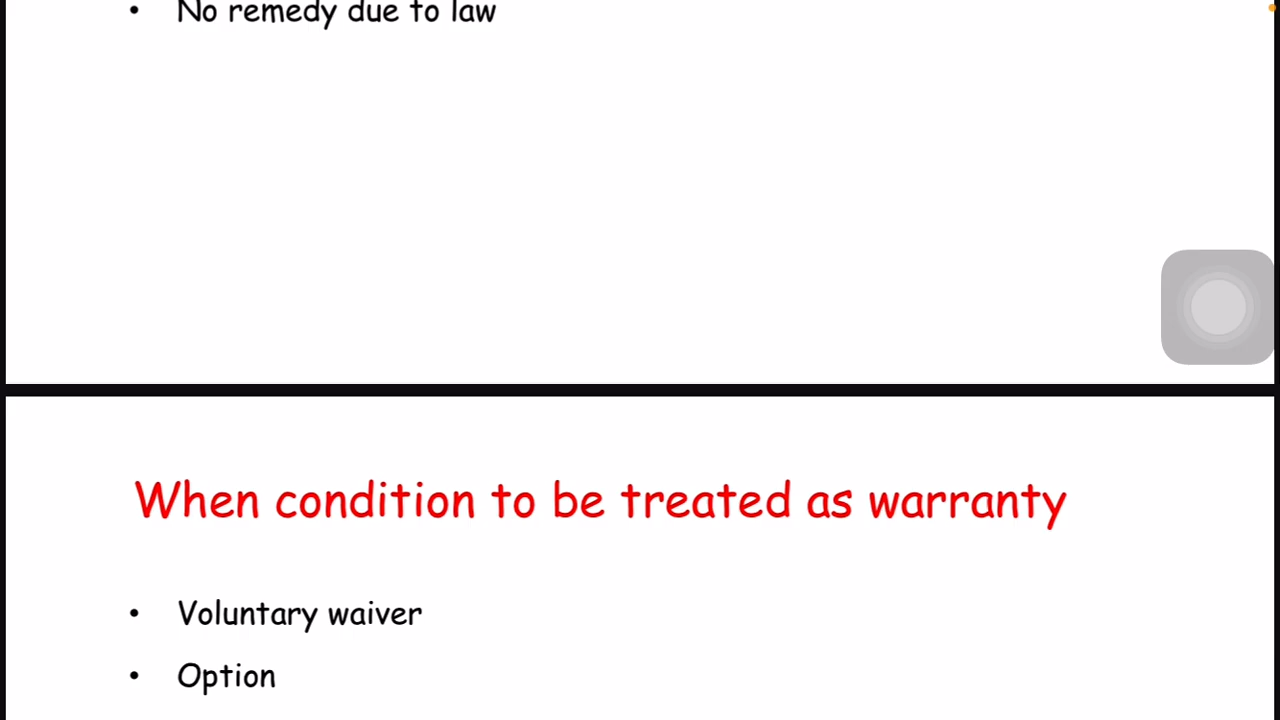 • No remedy due to law
When condition to be treated as warranty
• Voluntary waiver
• Option